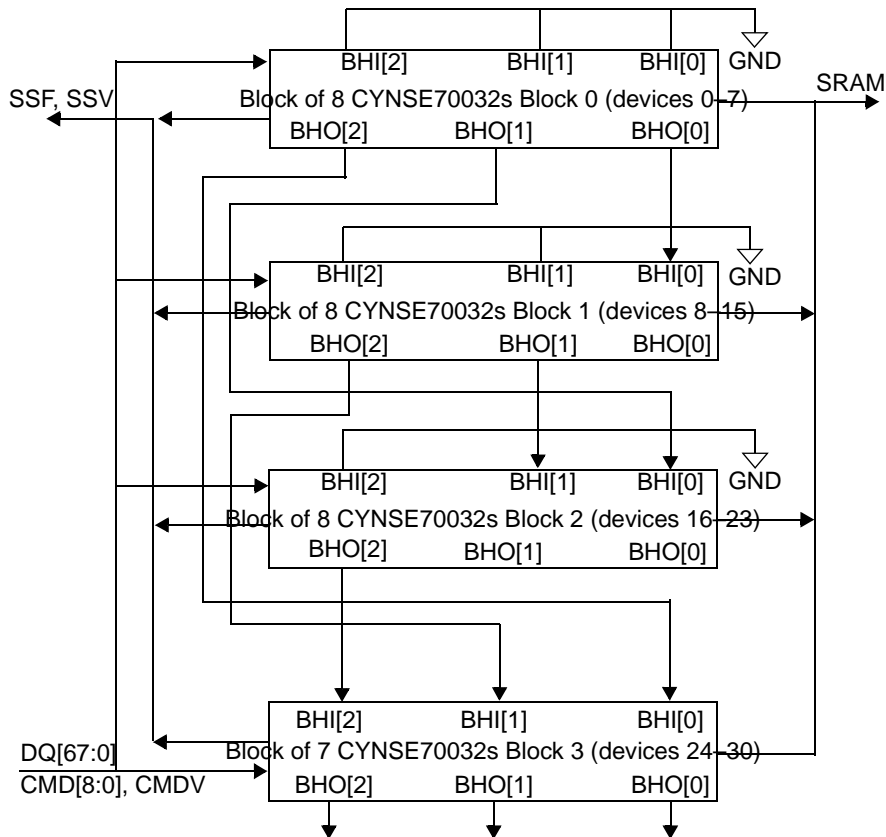 BHI[2] BHI[1] BHI[0] GND
SSF, SSV
SRAM
Block of 8 CYNSE70032s Block 0 (devices 0–7)
BHO[2] BHO[1] BHO[0]
BHI[2] BHI[1] BHI[0] GND
Block of 8 CYNSE70032s Block 1 (devices 8–15)
BHO[2] BHO[1] BHO[0]
BHI[2] BHI[1] BHI[0] GND
Block of 8 CYNSE70032s Block 2 (devices 16–23)
BHO[2] BHO[1] BHO[0]
BHI[2] BHI[1] BHI[0]
DQ[67:0]
Block of 7 CYNSE70032s Block 3 (devices 24–30)
CMD[8:0], CMDV
BHO[2] BHO[1] BHO[0]